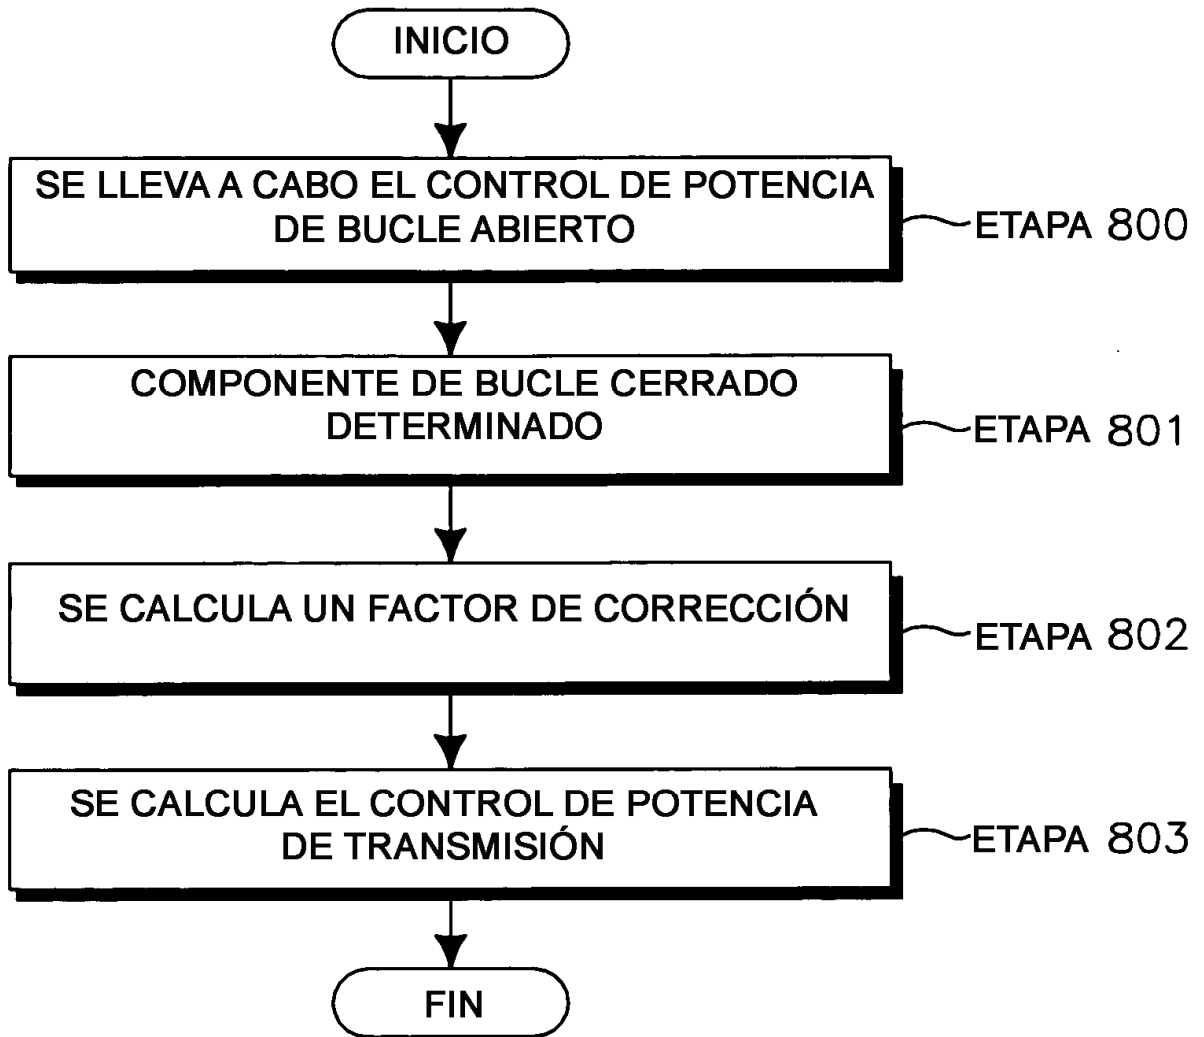 INICIO
SE LLEVA A CABO EL CONTROL DE POTENCIA
DE BUCLE ABIERTO
ETAPA 800
COMPONENTE DE BUCLE CERRADO
DETERMINADO
ETAPA 801
SE CALCULA UN FACTOR DE CORRECCIÓN
ETAPA 802
SE CALCULA EL CONTROL DE POTENCIA
DE TRANSMISIÓN
ETAPA 803
FIN